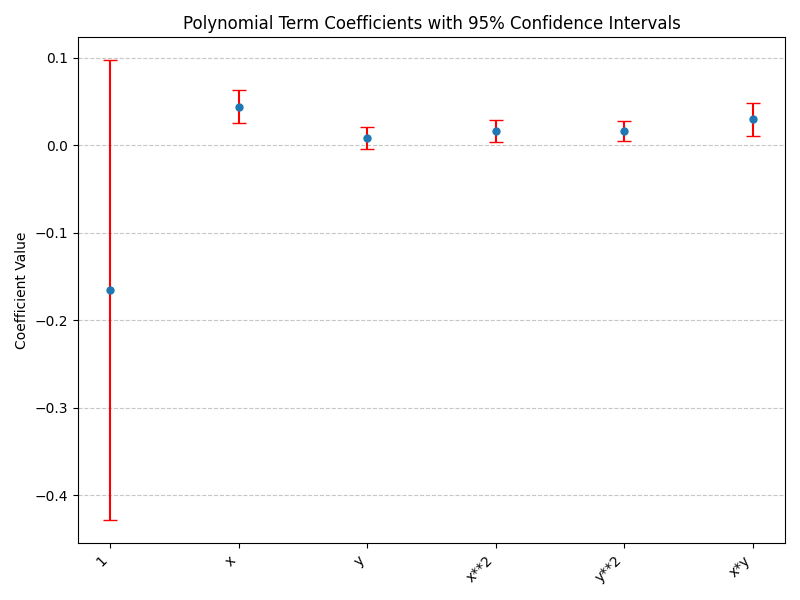 Polynomial Term Coefficients with 95% Confidence Intervals
Coefficient Value
0.1
0.0
−0.1
−0.2
−0.3
−0.4
1
x
y
x**2
y**2
x*y